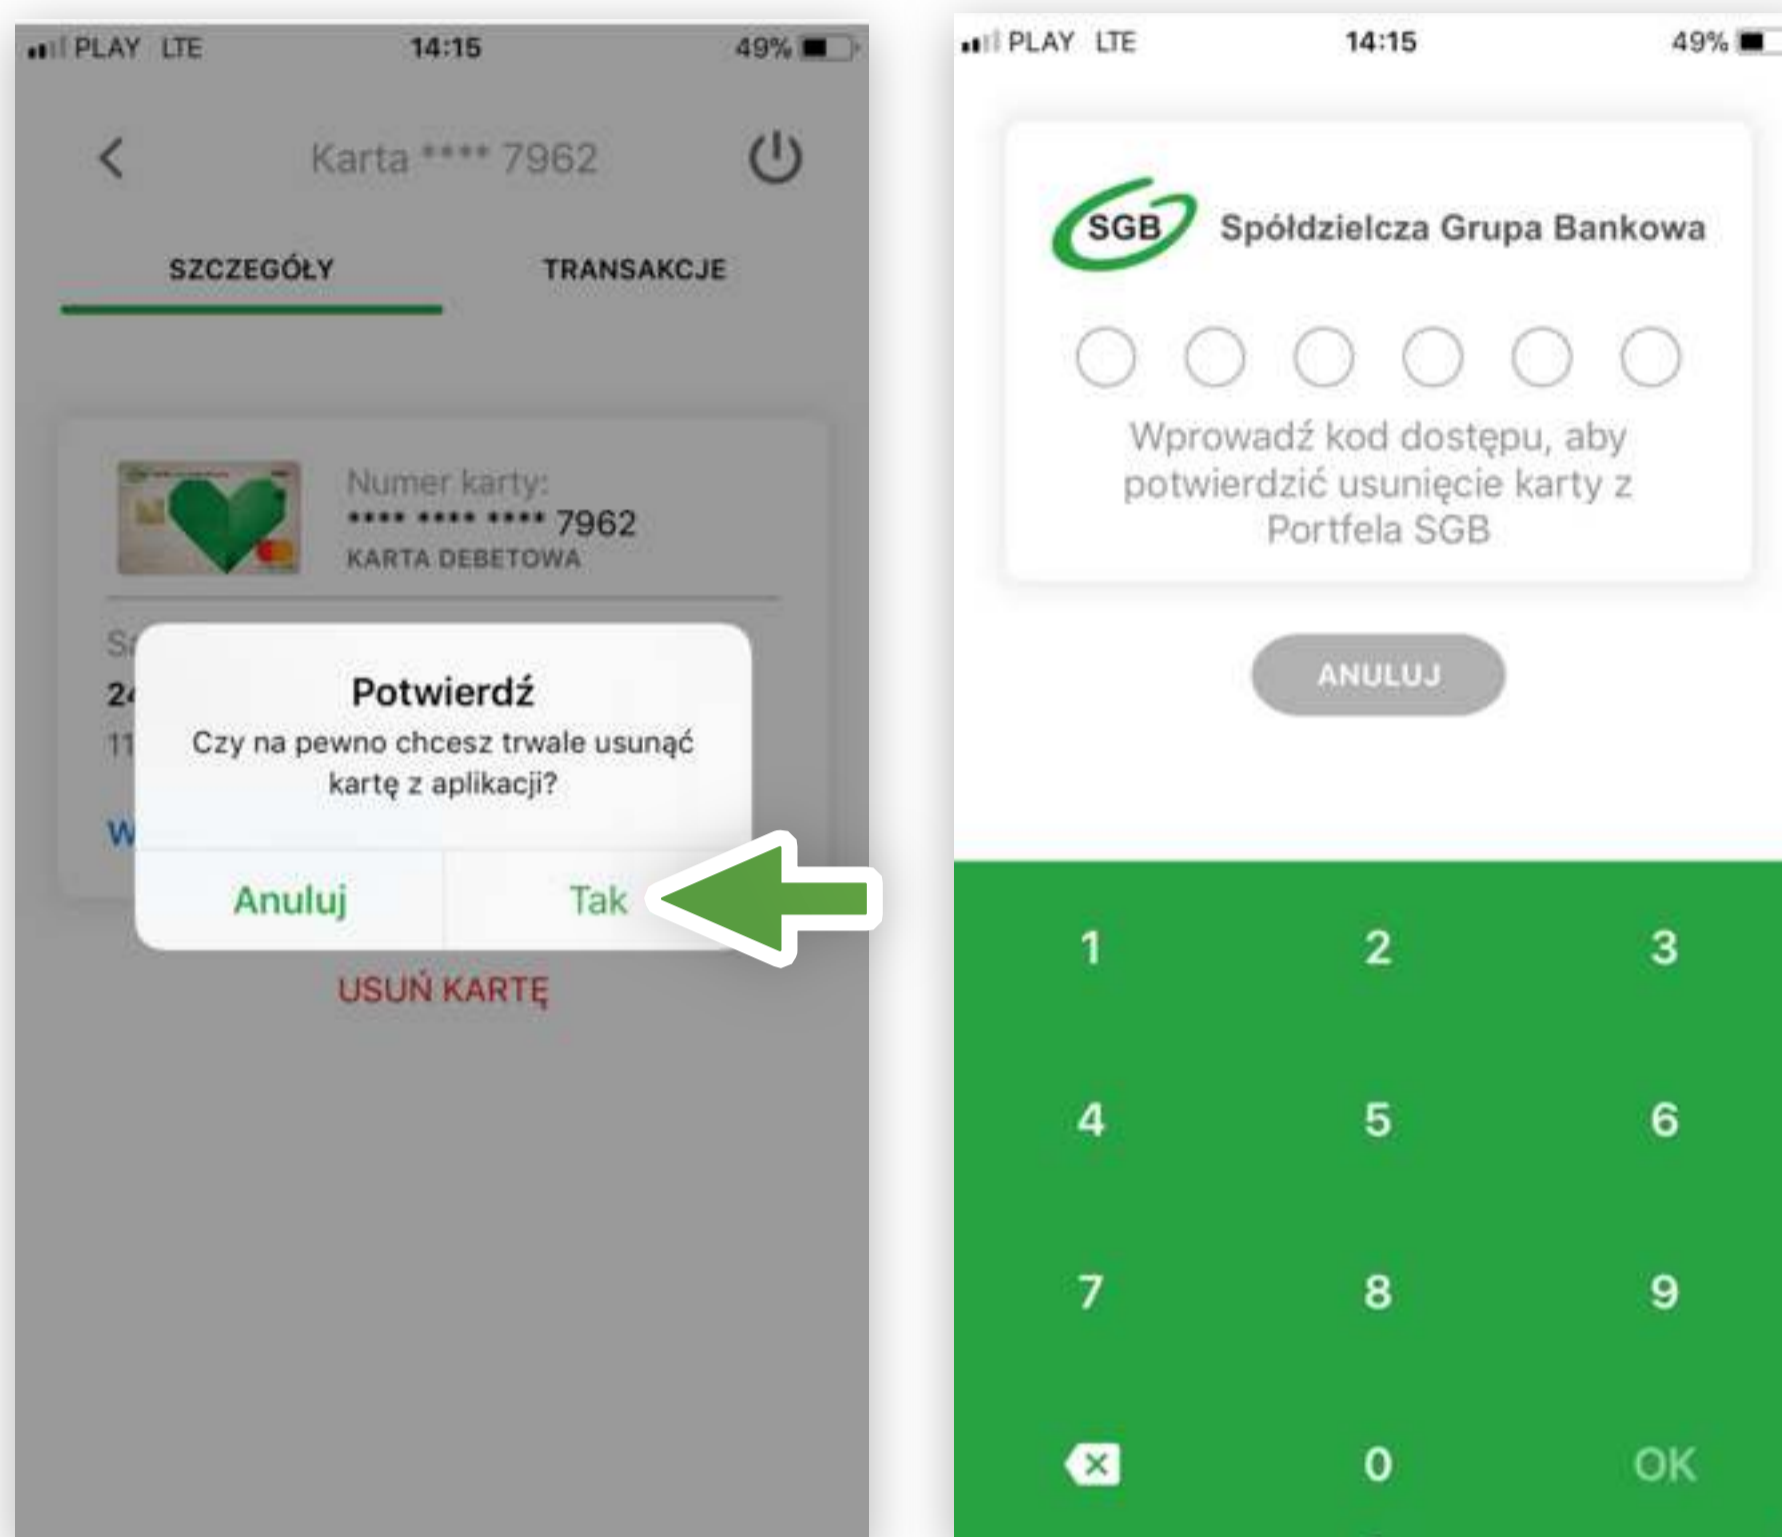 PLAY LTE 14:15 49%
Karta **** 7962
SZCZEGÓŁY TRANSAKCJE
Numer karty:
**** **** **** 7962
KARTA DEBETOWA
24
11
W
Potwierdź
Czy na pewno chcesz trwale usunąć
kartę z aplikacji?
Anuluj Tak
USUŃ KARTĘ
PLAY LTE 14:15 49%
SGB Spółdzielcza Grupa Bankowa
Wprowadź kod dostępu, aby
potwierdzić usunięcie karty z
Portfela SGB
ANULUJ
1 2 3
4 5 6
7 8 9
0 OK